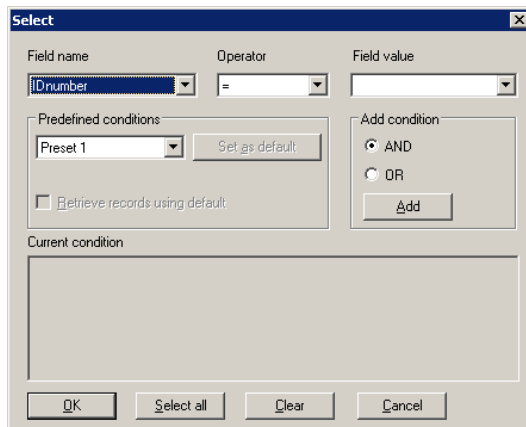 Select
Field name Operator Field value
IDnumber =
Predefined conditions Add condition
Preset 1 Set as default AND
OR
Retrieve records using default Add
Current condition
OK Select all Clear Cancel